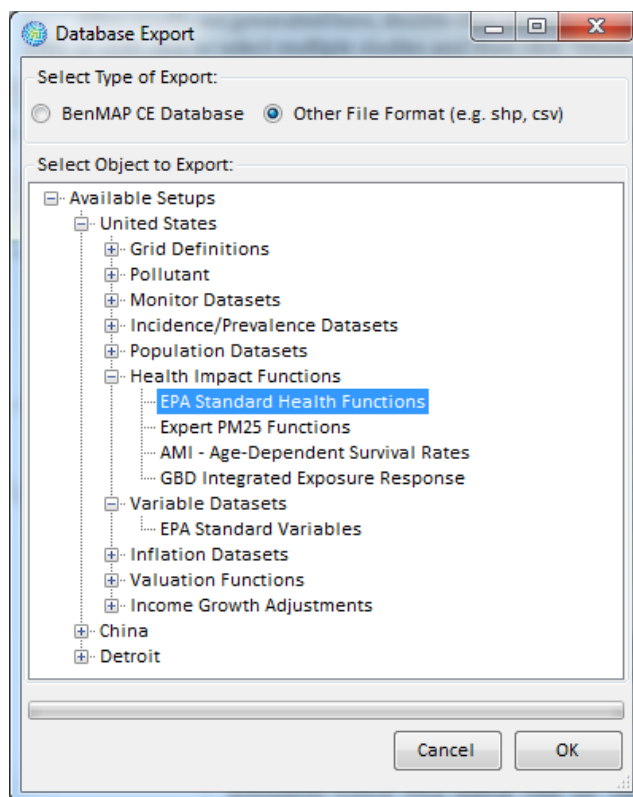 Database Export
Select Type of Export:
BenMAP CE Database Other File Format (e.g. shp, csv)
Select Object to Export:
Available Setups
United States
Grid Definitions
Pollutant
Monitor Datasets
Incidence/Prevalence Datasets
Population Datasets
Health Impact Functions
EPA Standard Health Functions
Expert PM25 Functions
AMI - Age-Dependent Survival Rates
GBD Integrated Exposure Response
Variable Datasets
EPA Standard Variables
Inflation Datasets
Valuation Functions
Income Growth Adjustments
China
Detroit
Cancel OK